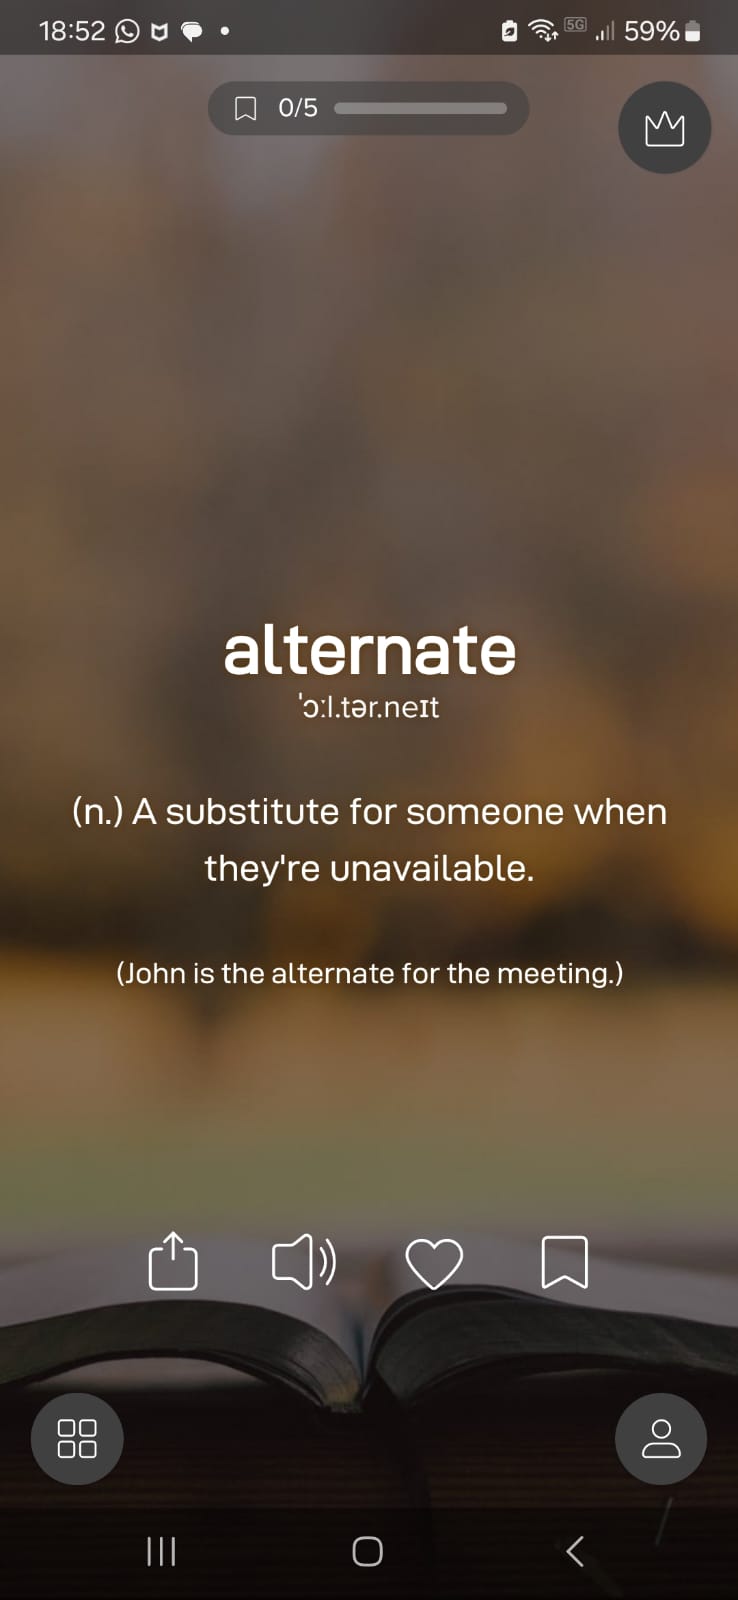 18:52
5G
59%
0/5
alternate
ˈɔːl.tər.neɪt
(n.) A substitute for someone when
they're unavailable.
(John is the alternate for the meeting.)